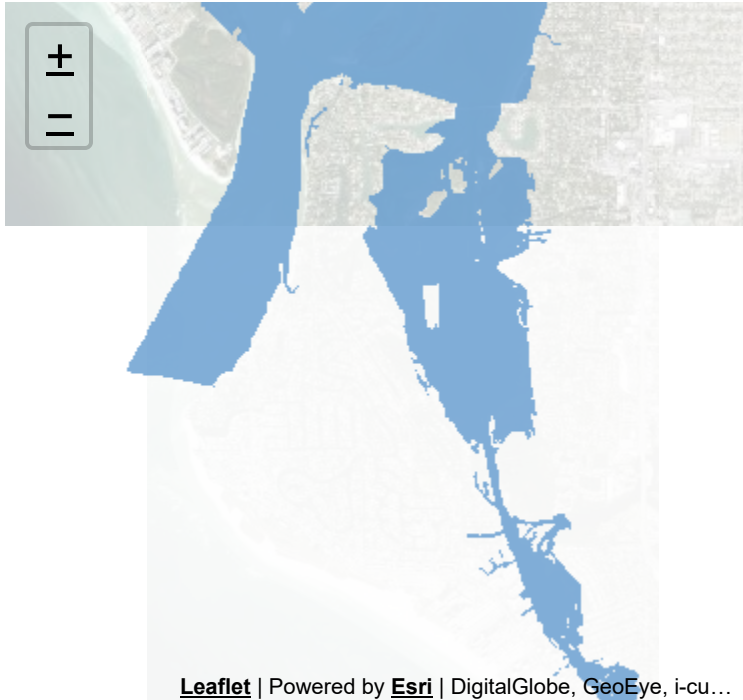 +
−
Leaflet | Powered by Esri | DigitalGlobe, GeoEye, i-cu…